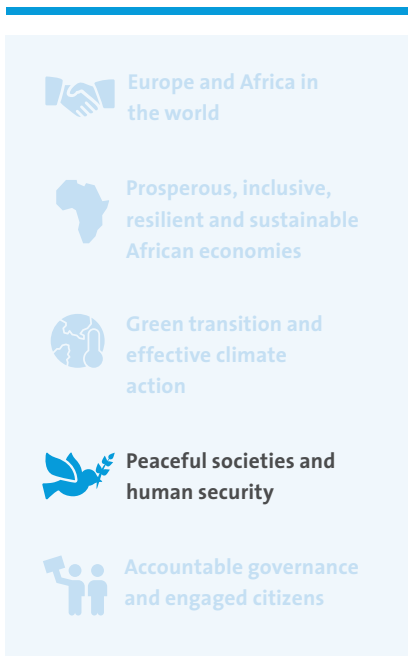 Europe and Africa in
the world
Prosperous, inclusive,
resilient and sustainable
African economies
Green transition and
effective climate
action
Peaceful societies and
human security
Accountable governance
and engaged citizens